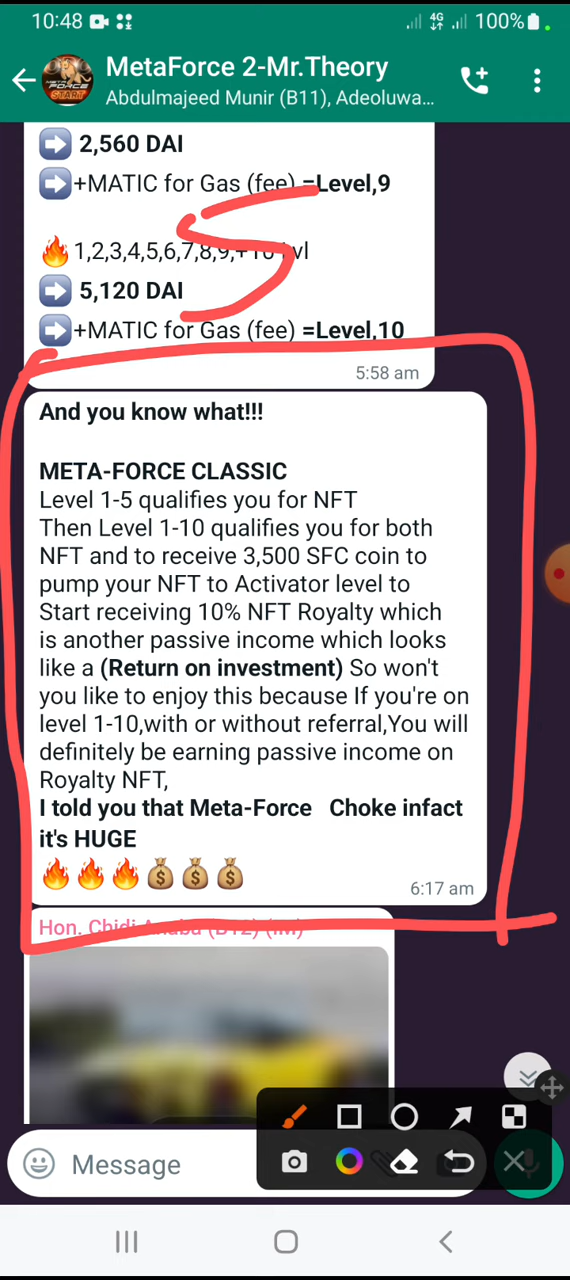 10:48
4G
100%
MetaForce 2-Mr.Theory
Abdulmajeed Munir (B11), Adeoluwa...
META
FORCE
START
2,560 DAI
+MATIC for Gas (fee) =Level,9
1,2,3,4,5,6,7,8,9,+10 lvl
5,120 DAI
+MATIC for Gas (fee) =Level,10
5:58 am
And you know what!!!
META-FORCE CLASSIC
Level 1-5 qualifies you for NFT
Then Level 1-10 qualifies you for both
NFT and to receive 3,500 SFC coin to
pump your NFT to Activator level to
Start receiving 10% NFT Royalty which
is another passive income which looks
like a (Return on investment) So won't
you like to enjoy this because If you're on
level 1-10,with or without referral,You will
definitely be earning passive income on
Royalty NFT,
I told you that Meta-Force Choke infact
it's HUGE
6:17 am
Hon. Chidi Anaba (B12) (IM)
Message